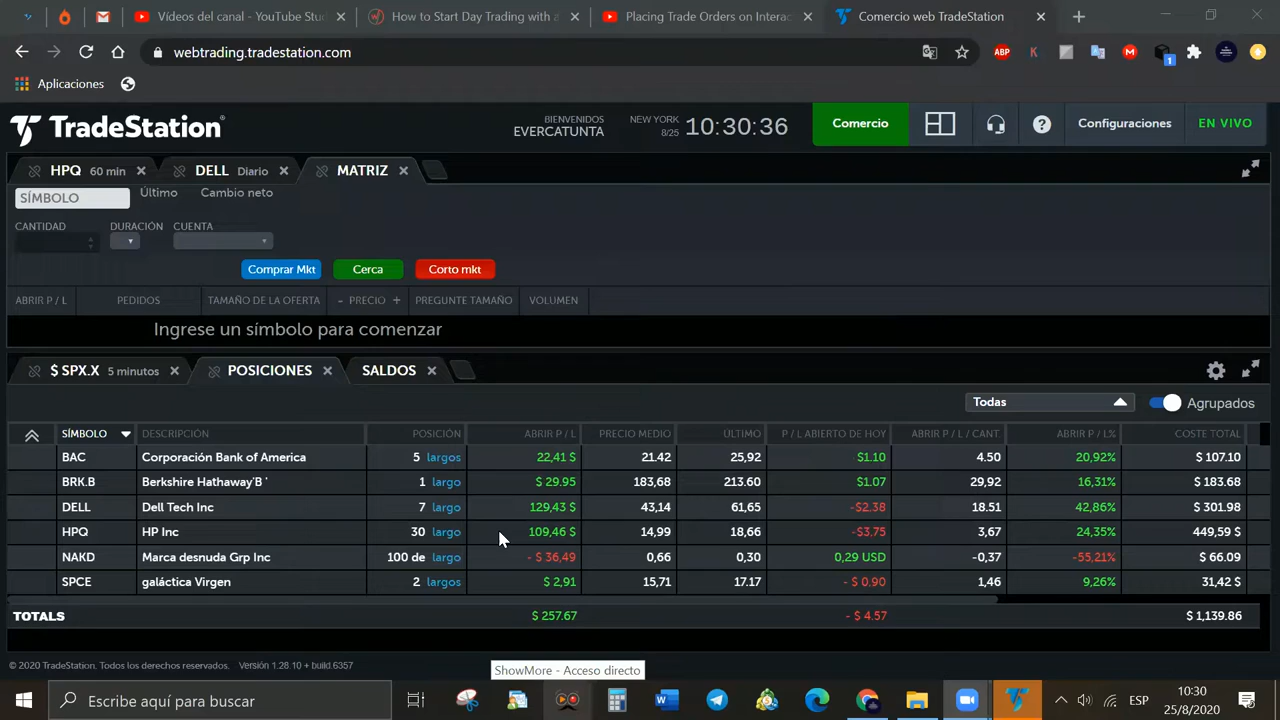 Vídeos del canal - YouTube Stu
How to Start Day Trading with a
Placing Trade Orders on Interac
Comercio web TradeStation
webtrading.tradestation.com
ABP
K
M
1
Aplicaciones
TradeStation
BIENVENIDOS
EVERCATUNTA
NEW YORK
8/25
10:30:36
Comercio
?
Configuraciones
EN VIVO
HPQ 60 min
DELL Diario
MATRIZ
SÍMBOLO
Último
Cambio neto
CANTIDAD
DURACIÓN
CUENTA
Comprar Mkt
Cerca
Corto mkt
ABRIR P / L
PEDIDOS
TAMAÑO DE LA OFERTA
- PRECIO +
PREGUNTE TAMAÑO
VOLUMEN
Ingrese un símbolo para comenzar
$ SPX.X 5 minutos
POSICIONES
SALDOS
Todas
Agrupados
SÍMBOLO DESCRIPCIÓN POSICIÓN ABRIR P / L PRECIO MEDIO ÚLTIMO P / L ABIERTO DE HOY ABRIR P / L / CANT. ABRIR P / L% COSTE TOTAL
BAC Corporación Bank of America 5 largos 22,41 $ 21.42 25,92 $1.10 4.50 20,92% $ 107.10
BRK.B Berkshire Hathaway'B ' 1 largo $ 29.95 183,68 213.60 $1.07 29,92 16,31% $ 183.68
DELL Dell Tech Inc 7 largo 129,43 $ 43,14 61,65 -$2.38 18.51 42,86% $ 301.98
HPQ HP Inc 30 largo 109,46 $ 14,99 18,66 -$3,75 3,67 24,35% 449,59 $
NAKD Marca desnuda Grp Inc 100 de largo - $ 36,49 0,66 0,30 0,29 USD -0,37 -55,21% $ 66.09
SPCE galáctica Virgen 2 largos $ 2,91 15,71 17.17 - $ 0.90 1,46 9,26% 31,42 $
TOTALS $ 257.67 - $ 4.57 $ 1,139.86
© 2020 TradeStation. Todos los derechos reservados. Versión 1.28.10 + build.6357
ShowMore - Acceso directo
Escribe aquí para buscar
ESP
10:30
25/8/2020